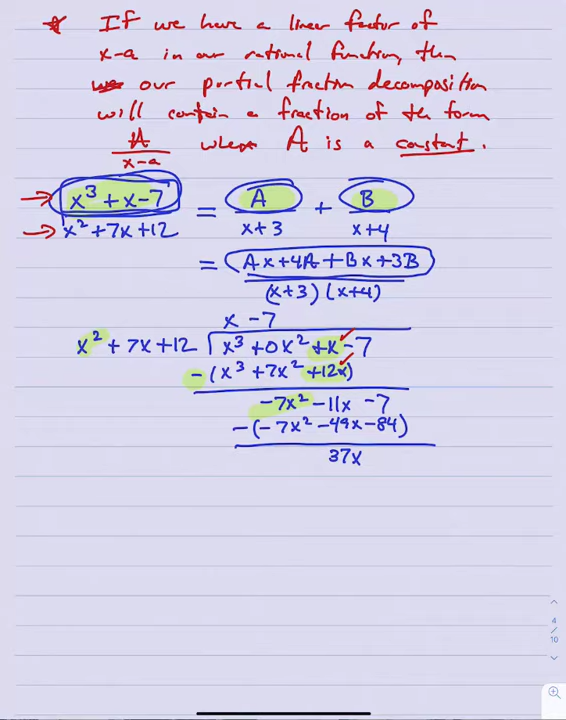 * If we have a linear factor of
x-a in our rational function, then
our partial fraction decomposition
will contain a fraction of the form
A/(x-a) where A is a constant.
(x³+x-7)/(x²+7x+12) = A/(x+3) + B/(x+4)
= (Ax+4A+Bx+3B)/((x+3)(x+4))
x -7
x²+7x+12 ) x³+0x²+x-7
-(x³+7x²+12x)
-7x²-11x-7
-(-7x²-49x-84)
37x
4
/
10